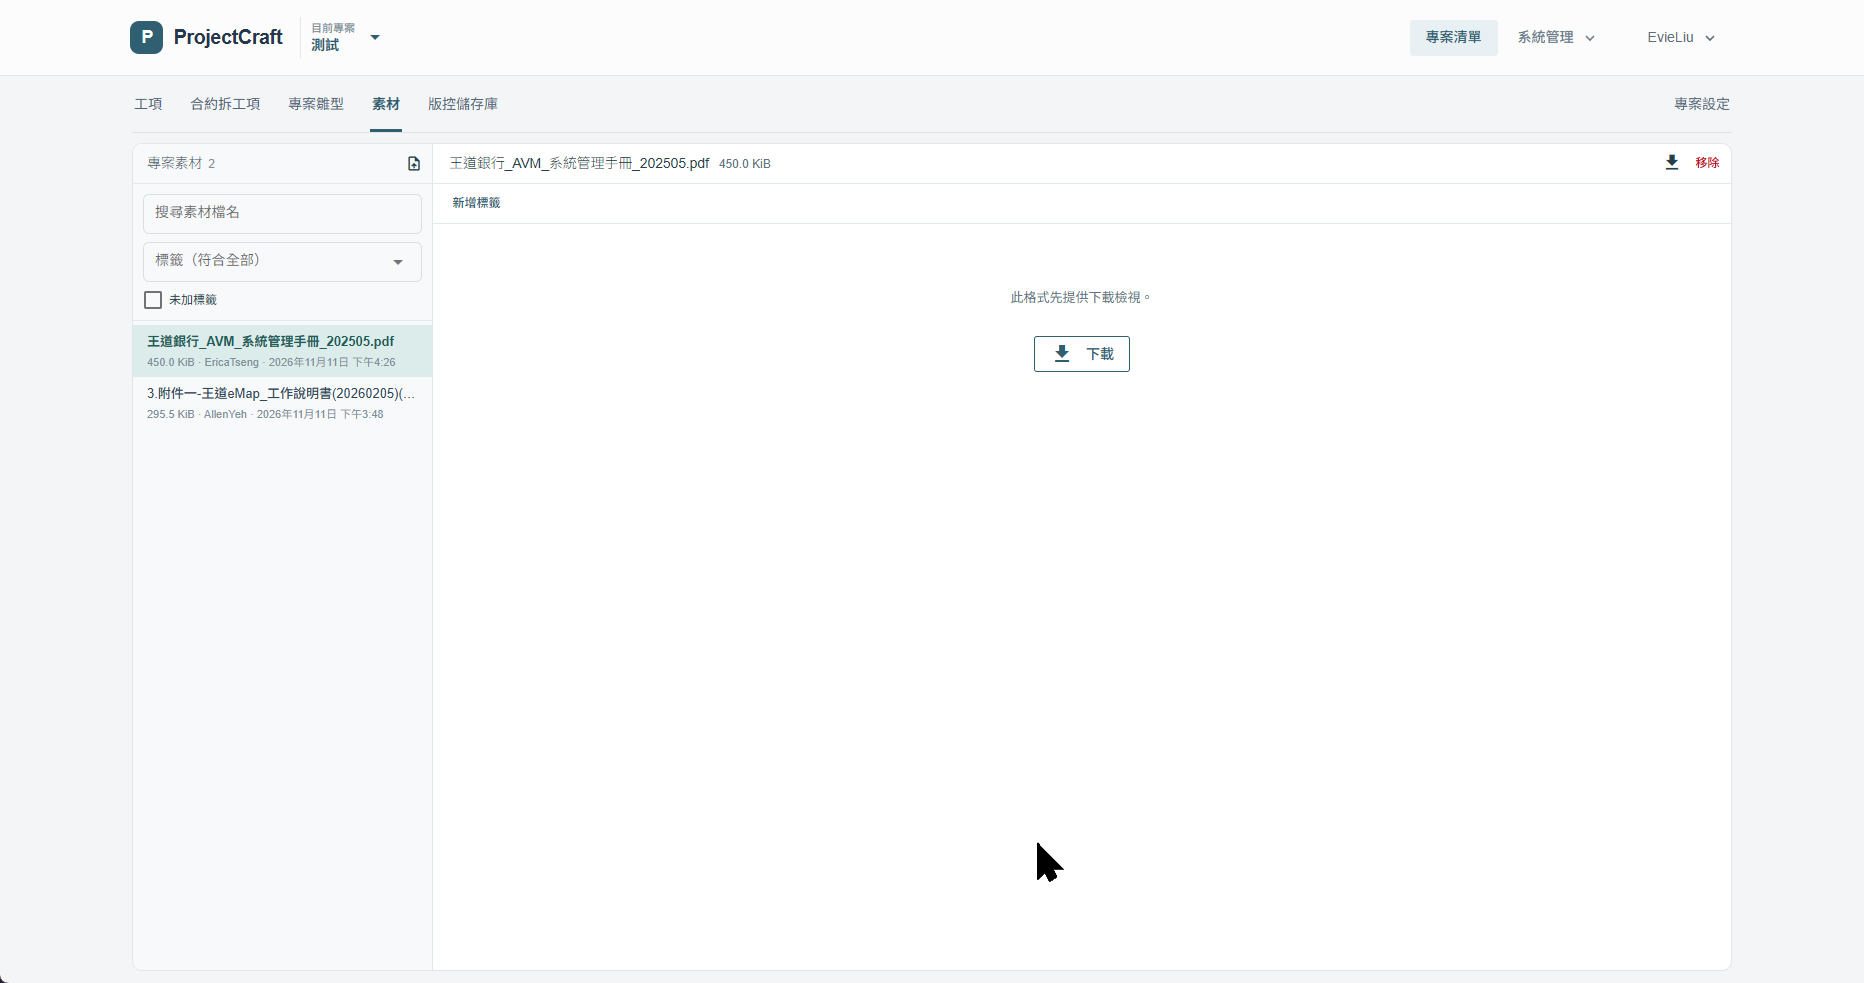 P ProjectCraft
目前專案
測試
專案清單
系統管理
EvieLiu
工項
合約拆工項
專案雛型
素材
版控儲存庫
專案設定
專案素材 2
搜尋素材檔名
標籤（符合全部）
未加標籤
王道銀行_AVM_系統管理手冊_202505.pdf
450.0 KiB · EricaTseng · 2026年11月11日 下午4:26
3.附件一-王道eMap_工作說明書(20260205)(...
295.5 KiB · AllenYeh · 2026年11月11日 下午3:48
王道銀行_AVM_系統管理手冊_202505.pdf 450.0 KiB
移除
新增標籤
此格式先提供下載檢視。
下載